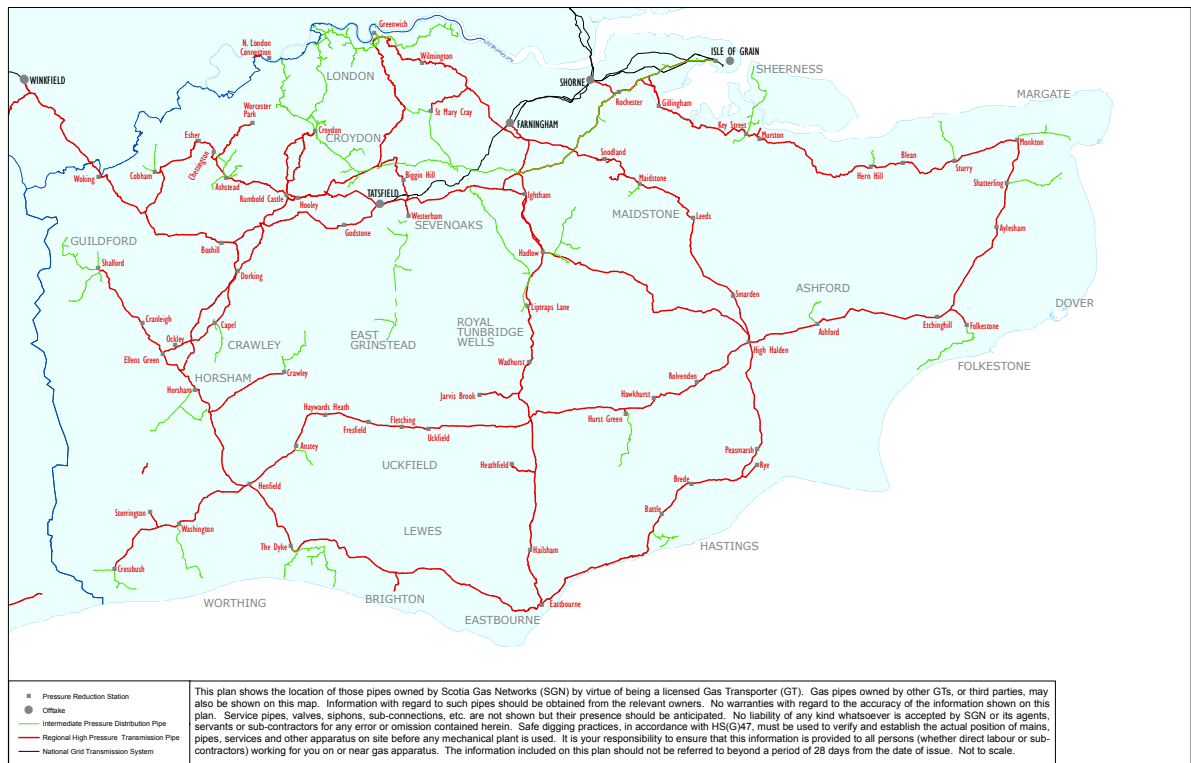 Greenwich
N. London
Connection
Wilmington
ISLE OF GRAIN
WINKFIELD
LONDON
SHORNE
SHEERNESS
Rochester
Gillingham
MARGATE
Worcester
Park
St Mary Cray
FARNINGHAM
Croydon
CROYDON
Key Street
Murston
Esher
Chessington
Monkton
Snodland
Blean
Sturry
Woking
Cobham
Ashstead
Biggin Hill
Maidstone
Hern Hill
Shatterling
Rumbold Castle
Hooley
TATSFIELD
Ightham
Westerham
MAIDSTONE
Leeds
SEVENOAKS
Aylesham
Godstone
GUILDFORD
Boxhill
Hadlow
Shalford
Dorking
ASHFORD
Smarden
DOVER
Liptraps Lane
Cranleigh
Capel
ROYAL
TUNBRIDGE
WELLS
EAST
GRINSTEAD
Etchinghill
Folkestone
Ashford
Ockley
CRAWLEY
High Halden
Ellens Green
Wadhurst
FOLKESTONE
HORSHAM
Crawley
Rolvenden
Horsham
Jarvis Brook
Hawkhurst
Haywards Heath
Fresfield
Fletching
Uckfield
Hurst Green
Anstey
Peasmarsh
UCKFIELD
Heathfield
Rye
Henfield
Brede
Storrington
Washington
Battle
LEWES
The Dyke
Hailsham
HASTINGS
Crossbush
WORTHING
BRIGHTON
Eastbourne
EASTBOURNE
Pressure Reduction Station
Offtake
Intermediate Pressure Distribution Pipe
Regional High Pressure Transmission Pipe
National Grid Transmission System
This plan shows the location of those pipes owned by Scotia Gas Networks (SGN) by virtue of being a licensed Gas Transporter (GT). Gas pipes owned by other GTs, or third parties, may
also be shown on this map. Information with regard to such pipes should be obtained from the relevant owners. No warranties with regard to the accuracy of the information shown on this
plan. Service pipes, valves, siphons, sub-connections, etc. are not shown but their presence should be anticipated. No liability of any kind whatsoever is accepted by SGN or its agents,
servants or sub-contractors for any error or omission contained herein. Safe digging practices, in accordance with HS(G)47, must be used to verify and establish the actual position of mains,
pipes, services and other apparatus on site before any mechanical plant is used. It is your responsibility to ensure that this information is provided to all persons (whether direct labour or sub-
contractors) working for you on or near gas apparatus. The information included on this plan should not be referred to beyond a period of 28 days from the date of issue. Not to scale.